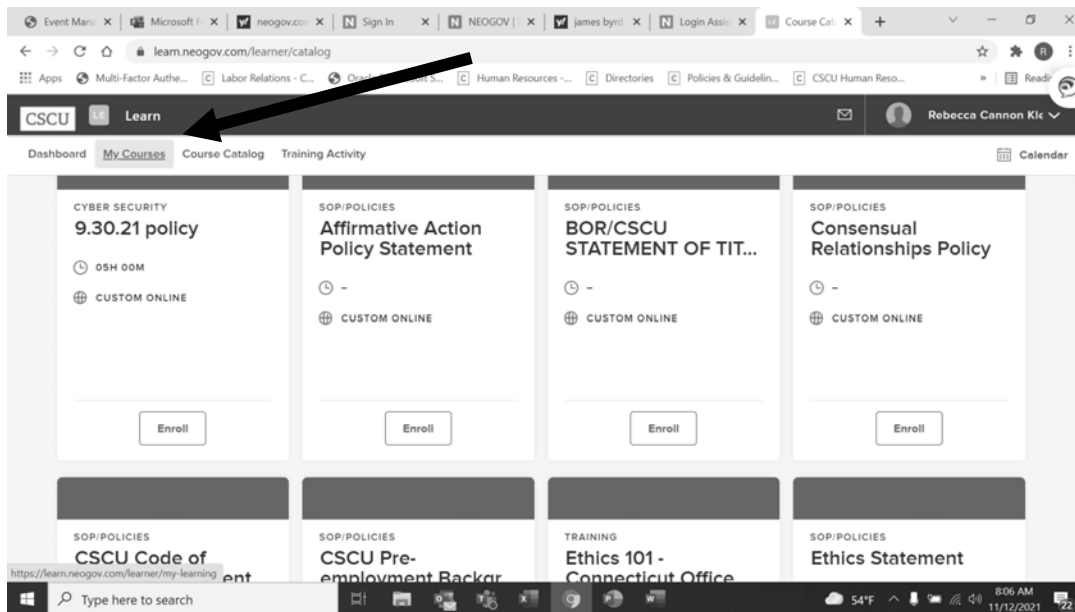 Event Mana
Microsoft F
neogov.con
Sign In
NEOGOV |
james byrd
Login Assis
Course Cat
learn.neogov.com/learner/catalog
R
Apps
Multi-Factor Authe...
Labor Relations - C...
Human Resources -...
Directories
Policies & Guidelin...
CSCU Human Reso...
»
CSCU
LE
Learn
Rebecca Cannon Kle
Dashboard
My Courses
Course Catalog
Training Activity
Calendar
CYBER SECURITY
9.30.21 policy
05H 00M
CUSTOM ONLINE
Enroll
SOP/POLICIES
Affirmative Action
Policy Statement
–
CUSTOM ONLINE
Enroll
SOP/POLICIES
BOR/CSCU
STATEMENT OF TIT...
–
CUSTOM ONLINE
Enroll
SOP/POLICIES
Consensual
Relationships Policy
–
CUSTOM ONLINE
Enroll
SOP/POLICIES
CSCU Code of
SOP/POLICIES
CSCU Pre-
employment Backgr
TRAINING
Ethics 101 -
Connecticut Office
SOP/POLICIES
Ethics Statement
https://learn.neogov.com/learner/my-learning
Type here to search
54°F
8:06 AM
11/12/2021
22